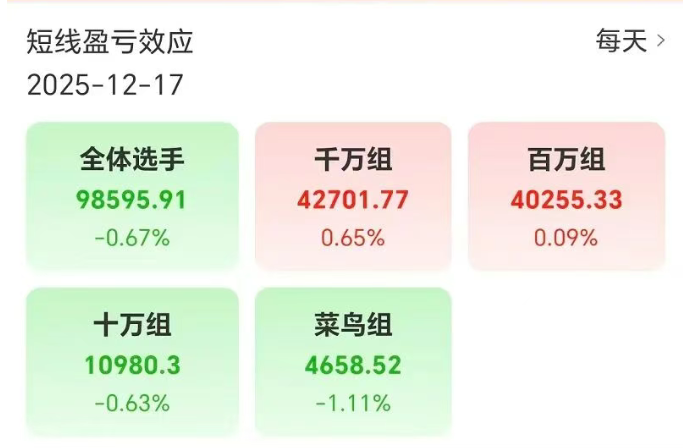 短线盈亏效应 每天 >
2025-12-17
全体选手 千万组 百万组
98595.91 42701.77 40255.33
-0.67% 0.65% 0.09%
十万组 菜鸟组
10980.3 4658.52
-0.63% -1.11%